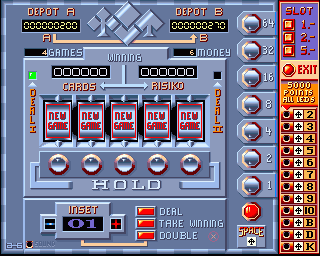 DEPOT A DEPOT B SLOT
000000200 000000270 64 1.-
A B 2.-
4 GAMES 6 MONEY 32 5.-
WINNING
000000 000000 16 EXIT
CARDS RISIKO
DEAL I DEAL II
5000
POINTS
ALL LEDS
NEW GAME NEW GAME NEW GAME NEW GAME NEW GAME
8
4
2
1
2
3
4
5
6
7
8
9
10
B
D
K
HOLD
INSET
01
DEAL
TAKE WINNING
DOUBLE
SPACE